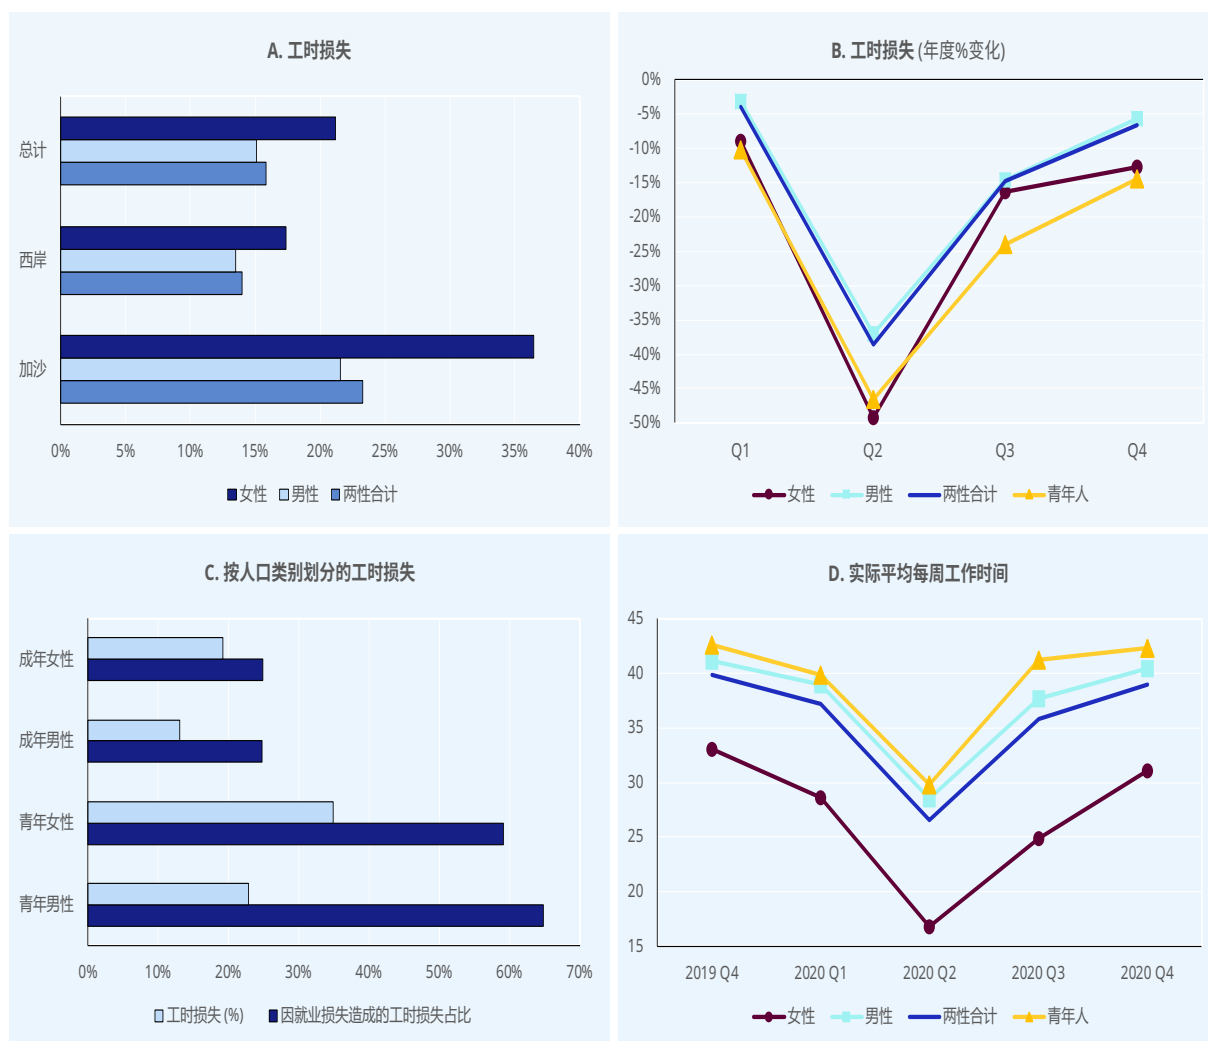 A. 工时损失
总计
西岸
加沙
0% 5% 10% 15% 20% 25% 30% 35% 40%
女性 男性 两性合计
B. 工时损失 (年度%变化)
0%
-5%
-10%
-15%
-20%
-25%
-30%
-35%
-40%
-45%
-50%
Q1 Q2 Q3 Q4
女性 男性 两性合计 青年人
C. 按人口类别划分的工时损失
成年女性
成年男性
青年女性
青年男性
0% 10% 20% 30% 40% 50% 60% 70%
工时损失 (%) 因就业损失造成的工时损失占比
D. 实际平均每周工作时间
45
40
35
30
25
20
15
2019 Q4 2020 Q1 2020 Q2 2020 Q3 2020 Q4
女性 男性 两性合计 青年人